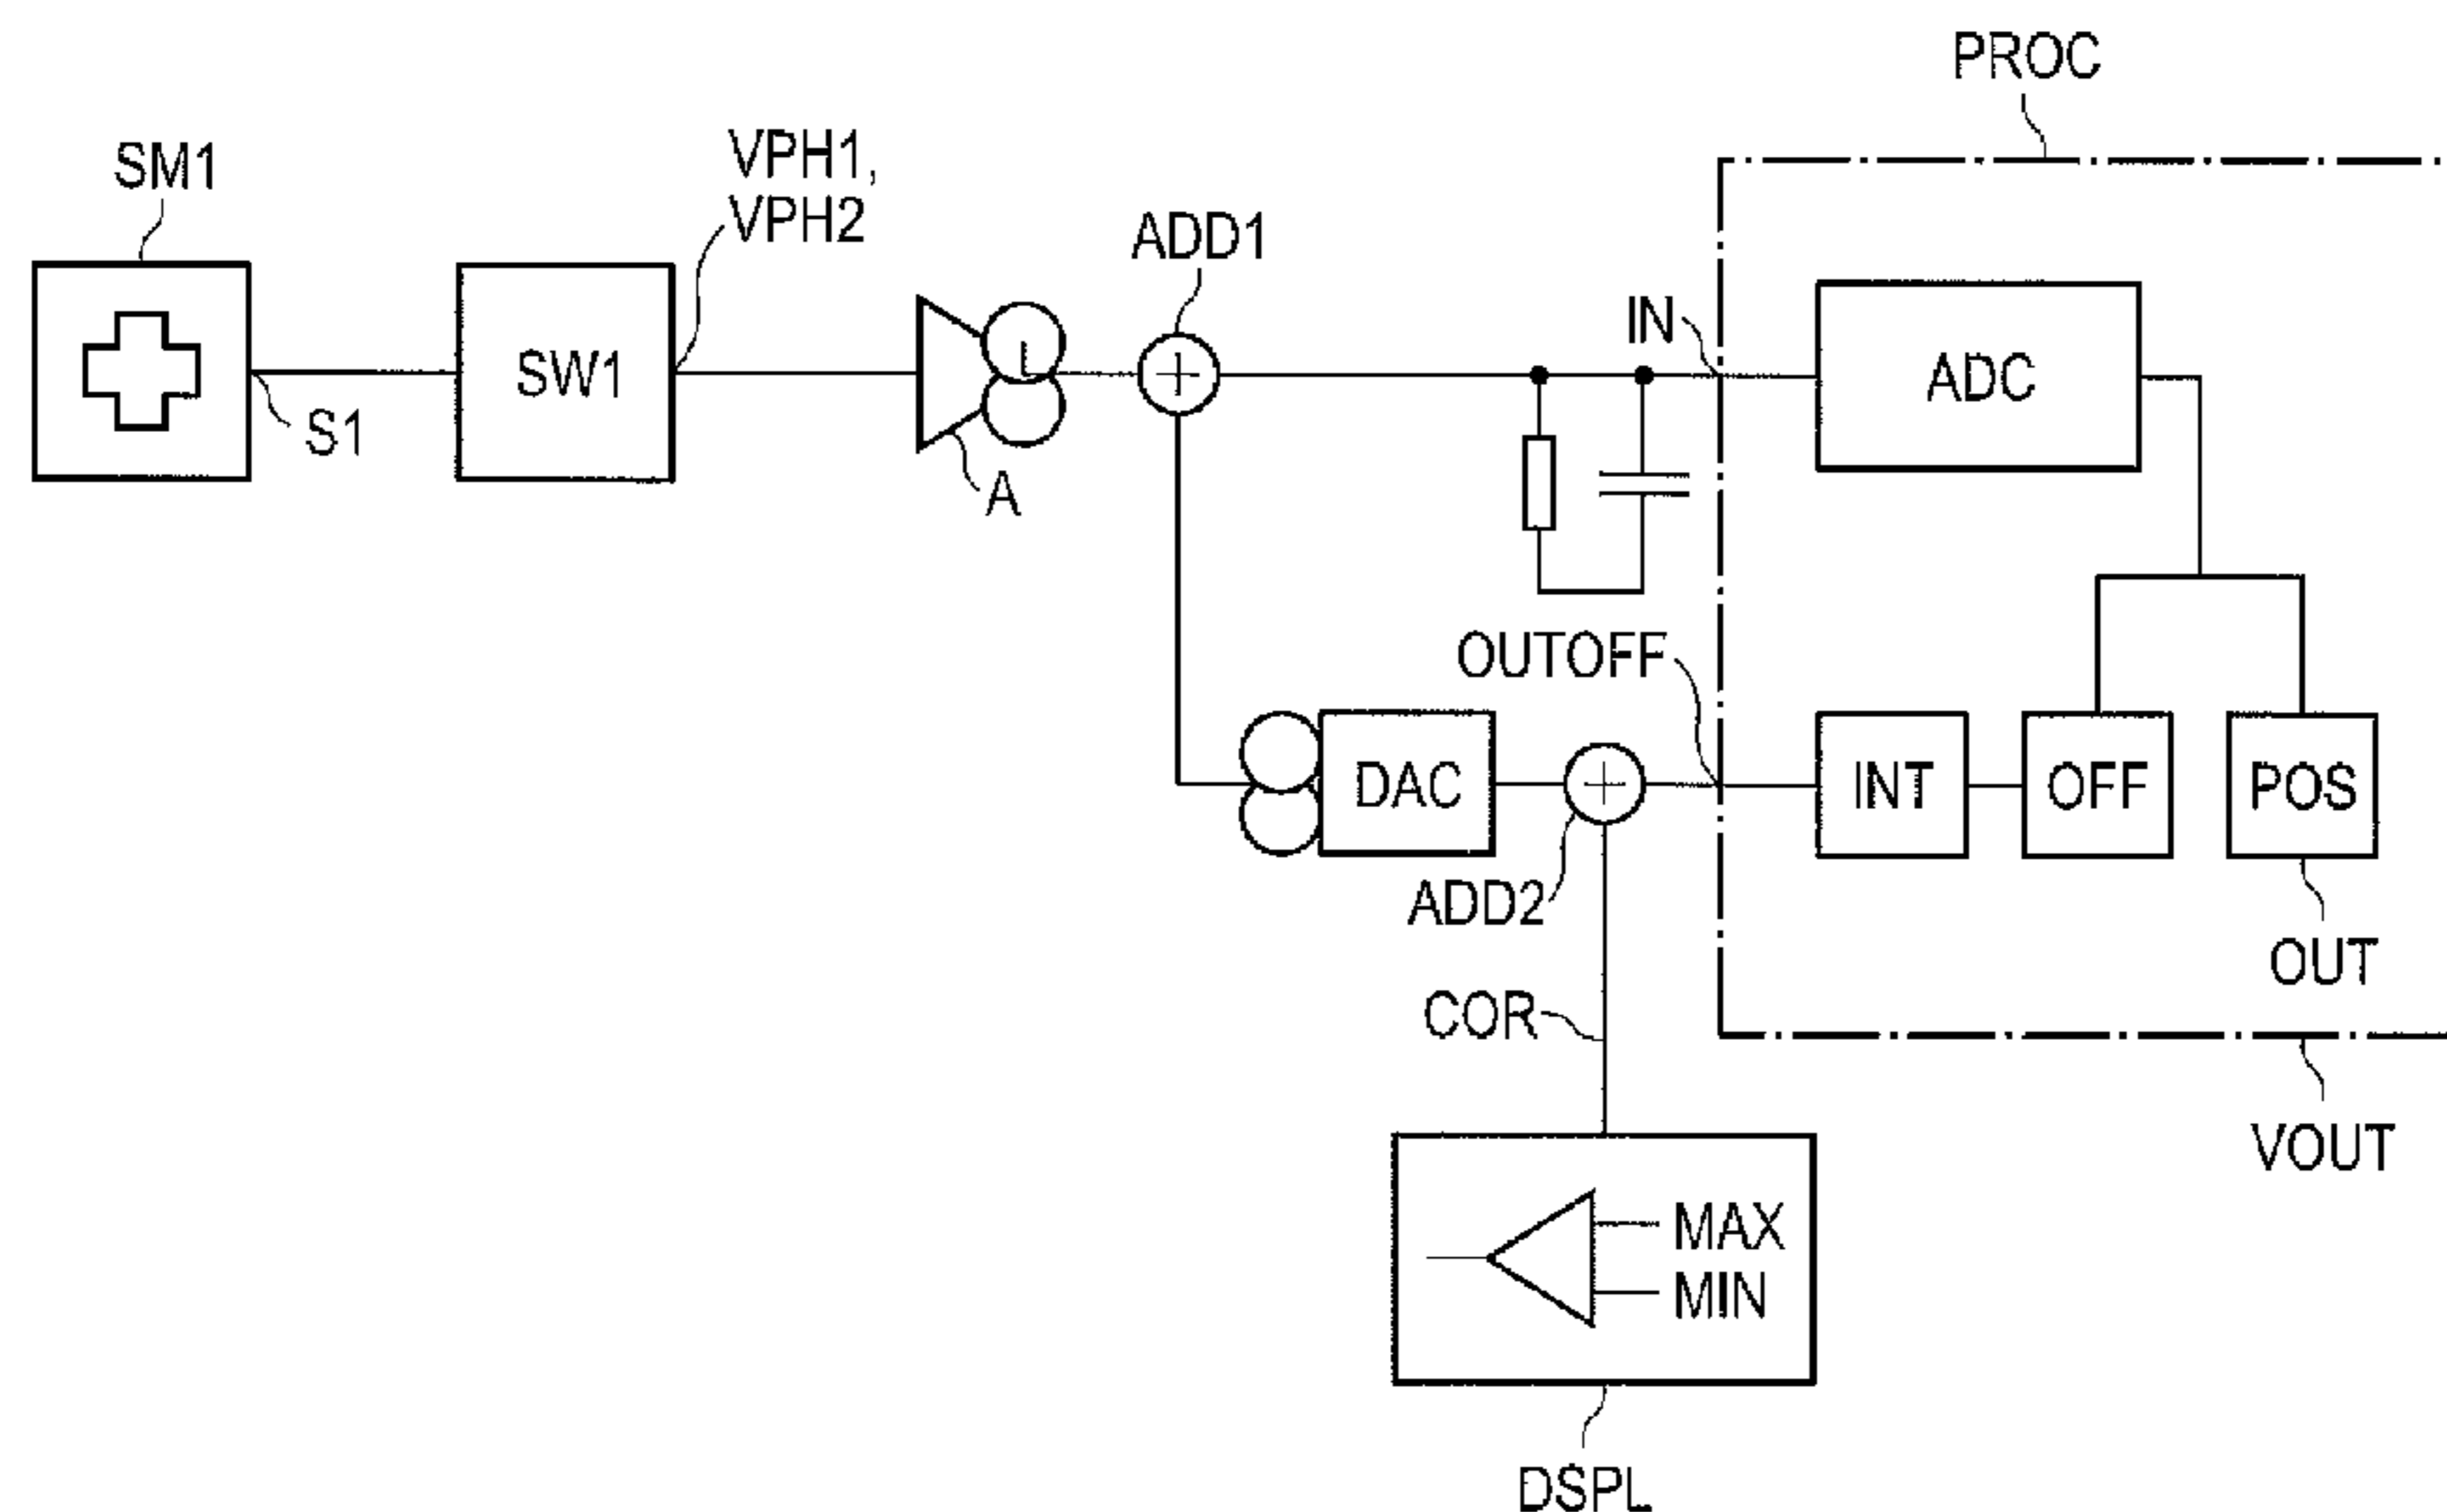 PROC
SM1
VPH1,
VPH2
ADD1
IN
SW1
ADC
S1
A
OUTOFF
DAC
INT
OFF
POS
ADD2
OUT
COR
VOUT
MAX
MIN
DSPL